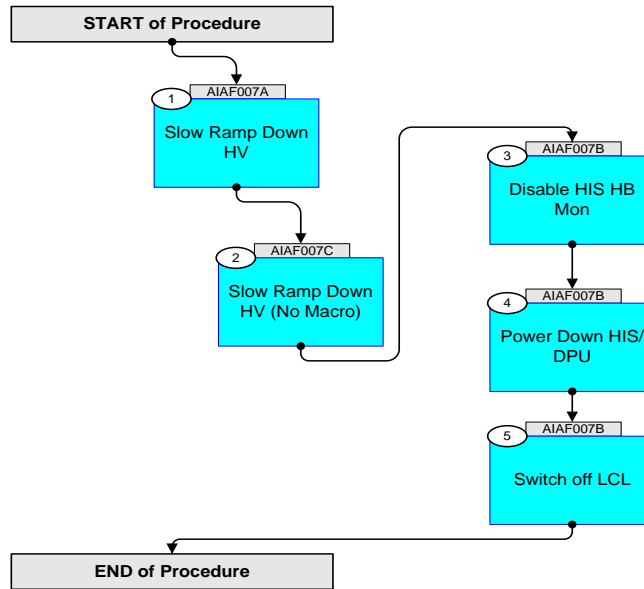 START of Procedure
AIAF007A
1
Slow Ramp Down
HV
AIAF007C
2
Slow Ramp Down
HV (No Macro)
AIAF007B
3
Disable HIS HB
Mon
AIAF007B
4
Power Down HIS/
DPU
AIAF007B
5
Switch off LCL
END of Procedure